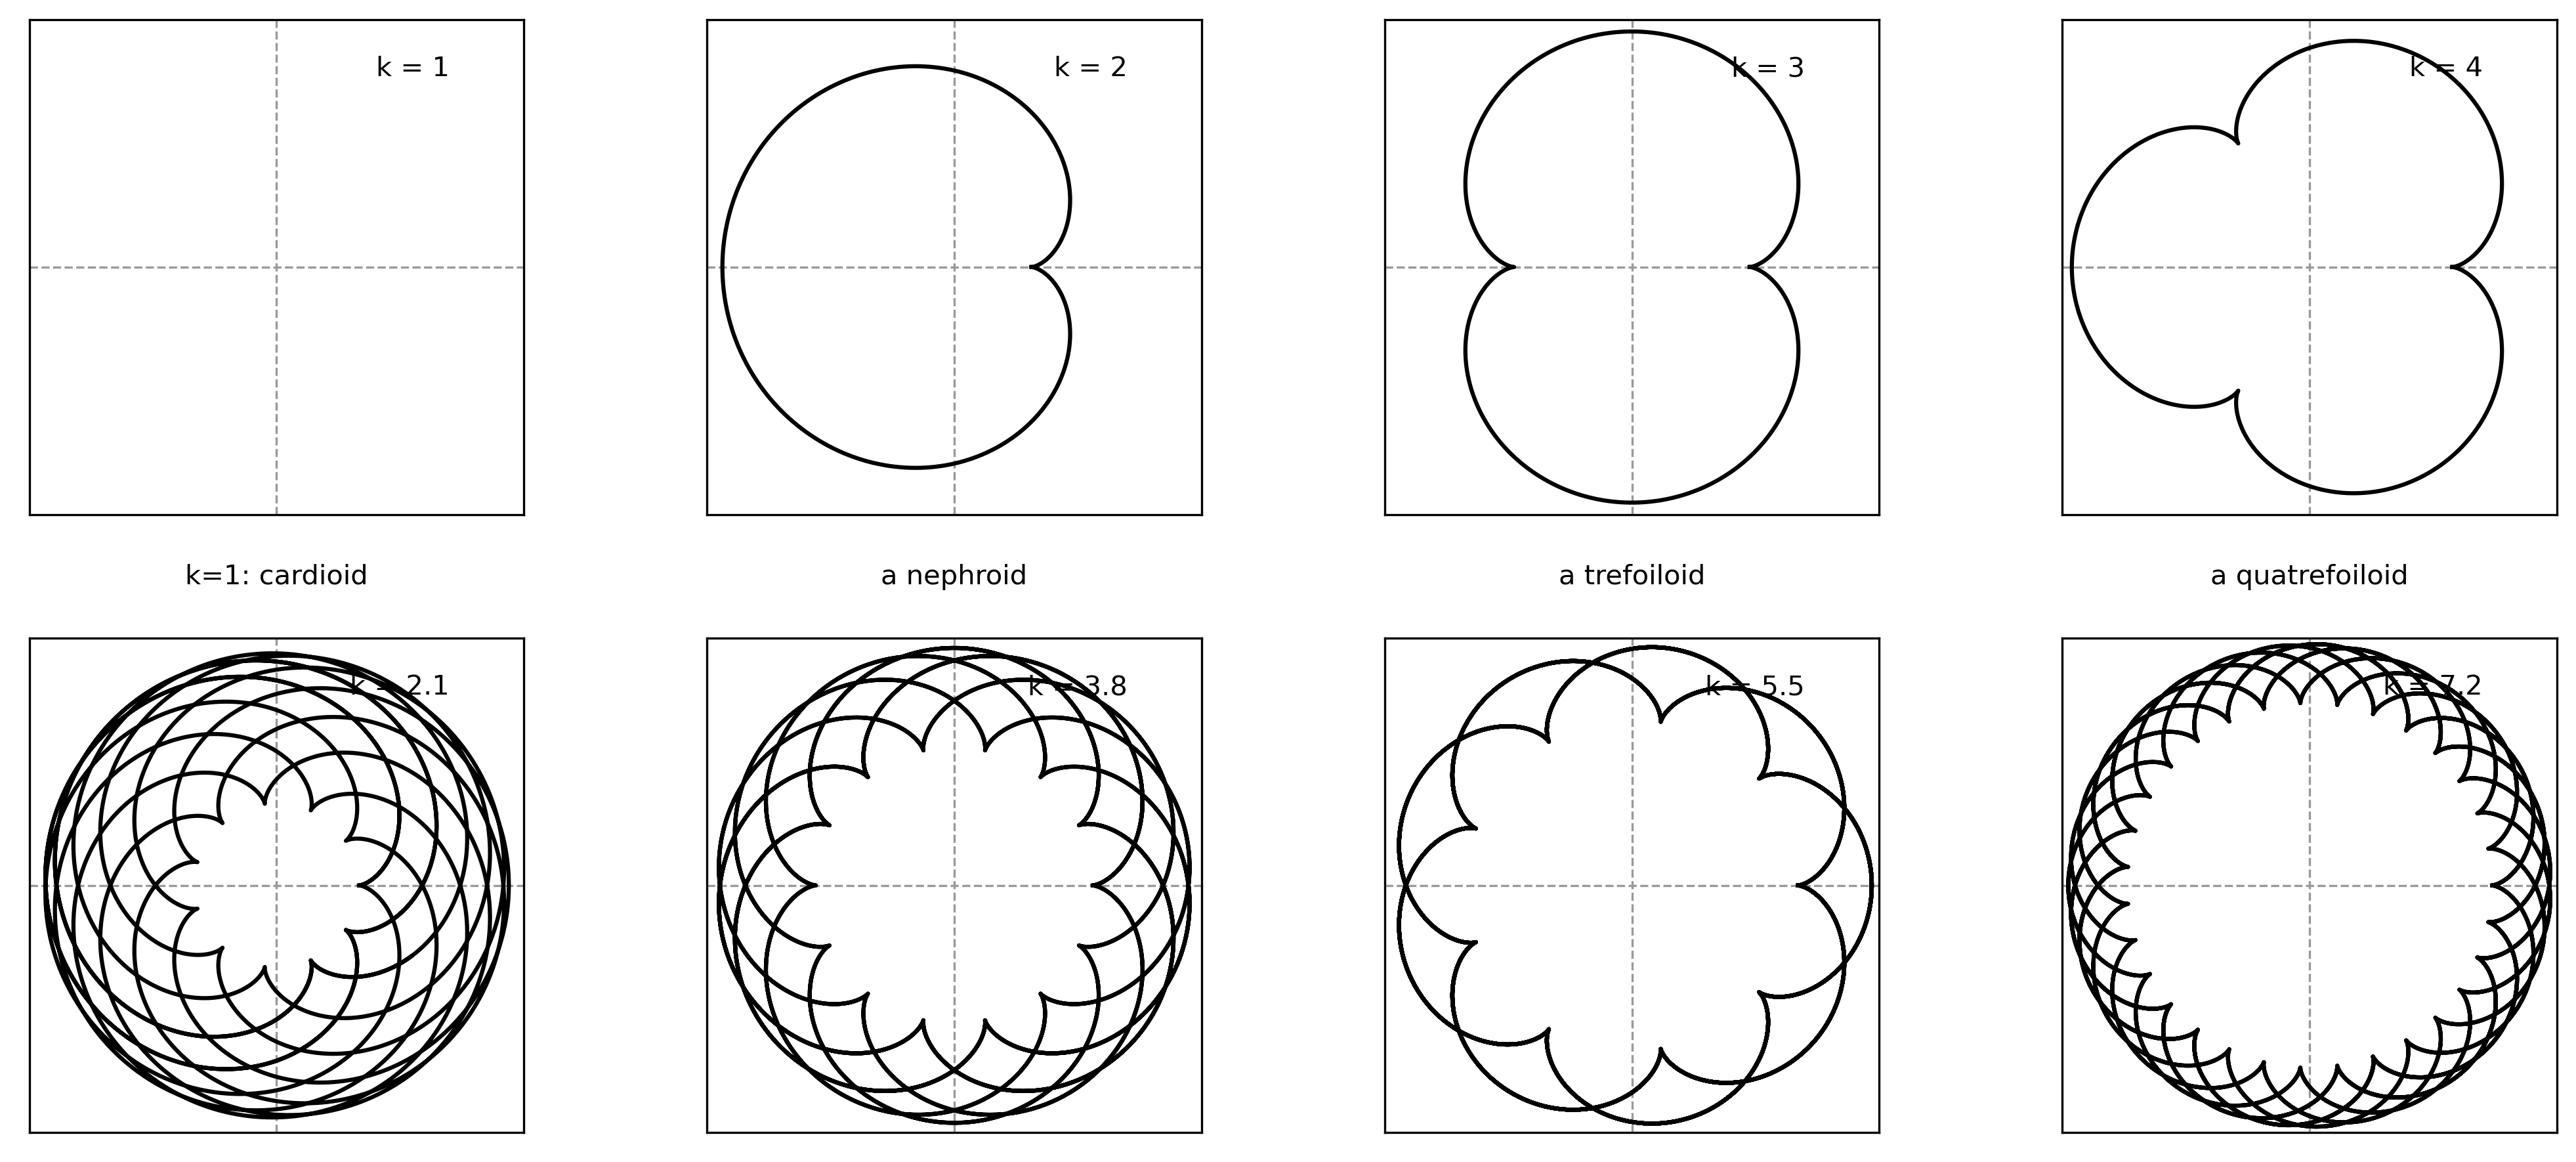 k = 1
k = 2
k = 3
k = 4
k=1: cardioid
a nephroid
a trefoiloid
a quatrefoiloid
k = 2.1
k = 3.8
k = 5.5
k = 7.2